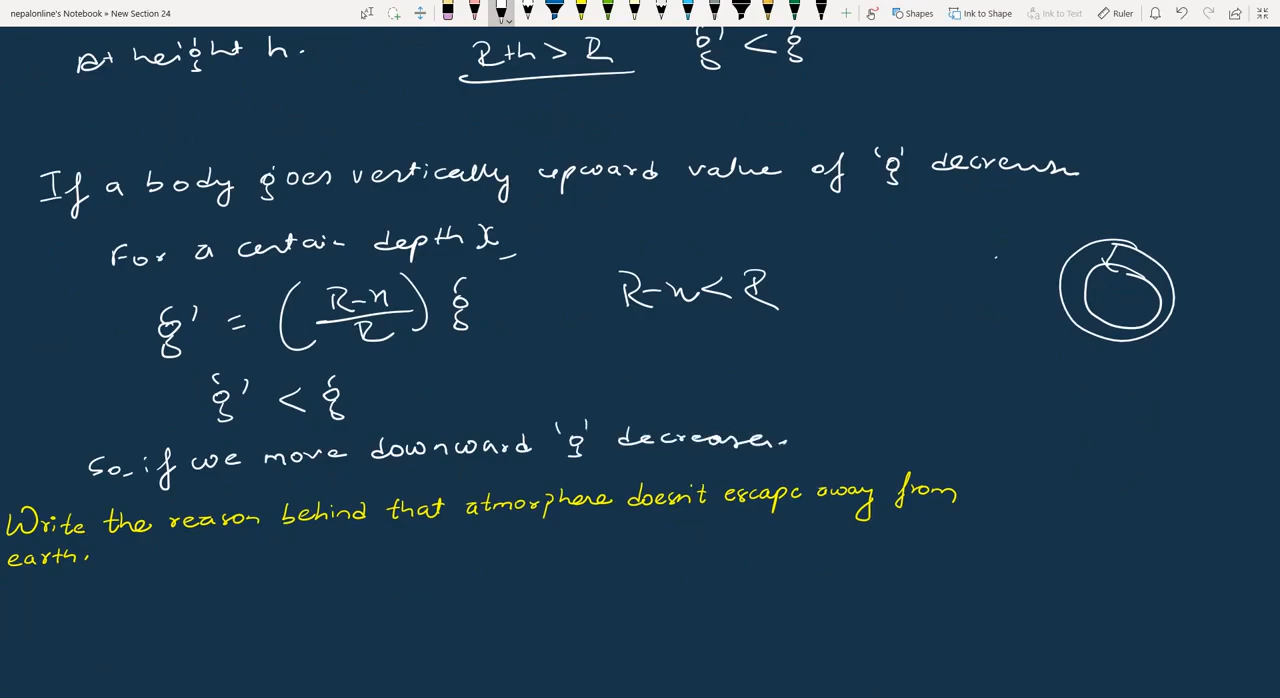 nepalonline's Notebook » New Section 24
Shapes Ink to Shape Ink to Text Ruler
At height h. R+h > R g' < g
If a body goes vertically upward value of 'g' decrease
For a certain depth x
g' = (R-x/R) g R-x < R
g' < g
So, if we move downward 'g' decrease.
Write the reason behind that atmosphere doesn't escape away from
earth.